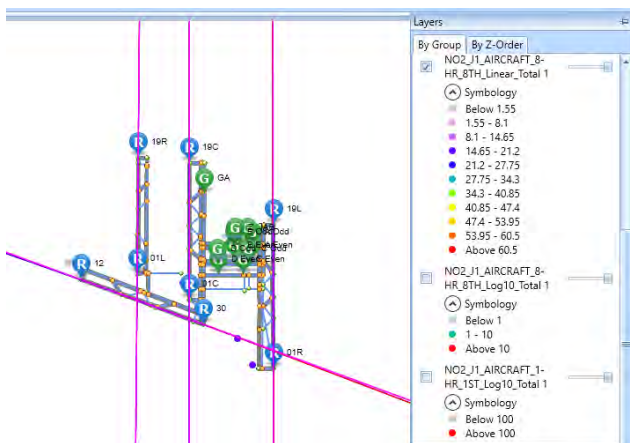 Layers
By Group
By Z-Order
NO2_J1_AIRCRAFT_8-
HR_8TH_Linear_Total 1
Symbology
Below 1.55
1.55 - 8.1
8.1 - 14.65
14.65 - 21.2
21.2 - 27.75
27.75 - 34.3
34.3 - 40.85
40.85 - 47.4
47.4 - 53.95
53.95 - 60.5
Above 60.5
NO2_J1_AIRCRAFT_8-
HR_8TH_Log10_Total 1
Symbology
Below 1
1 - 10
Above 10
NO2_J1_AIRCRAFT_1-
HR_1ST_Log10_Total 1
Symbology
Below 100
Above 100
R 19R
R 19C
G GA
R 19L
G
G
R 12
R 01L
R 01C
R 30
R 01R